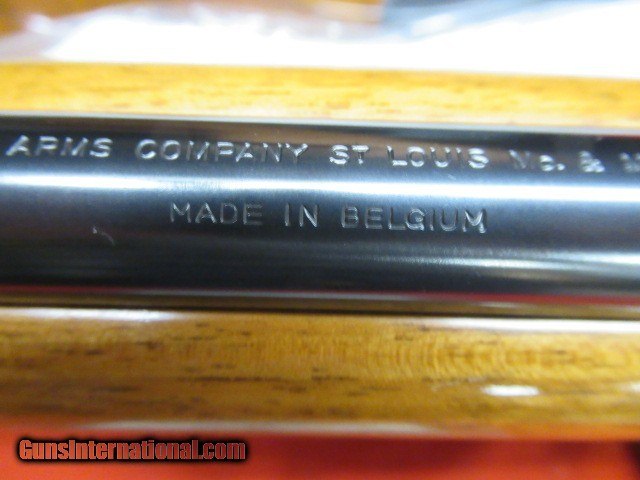 ARMS COMPANY ST LOUIS Mo. &
MADE IN BELGIUM
GunsInternational.com